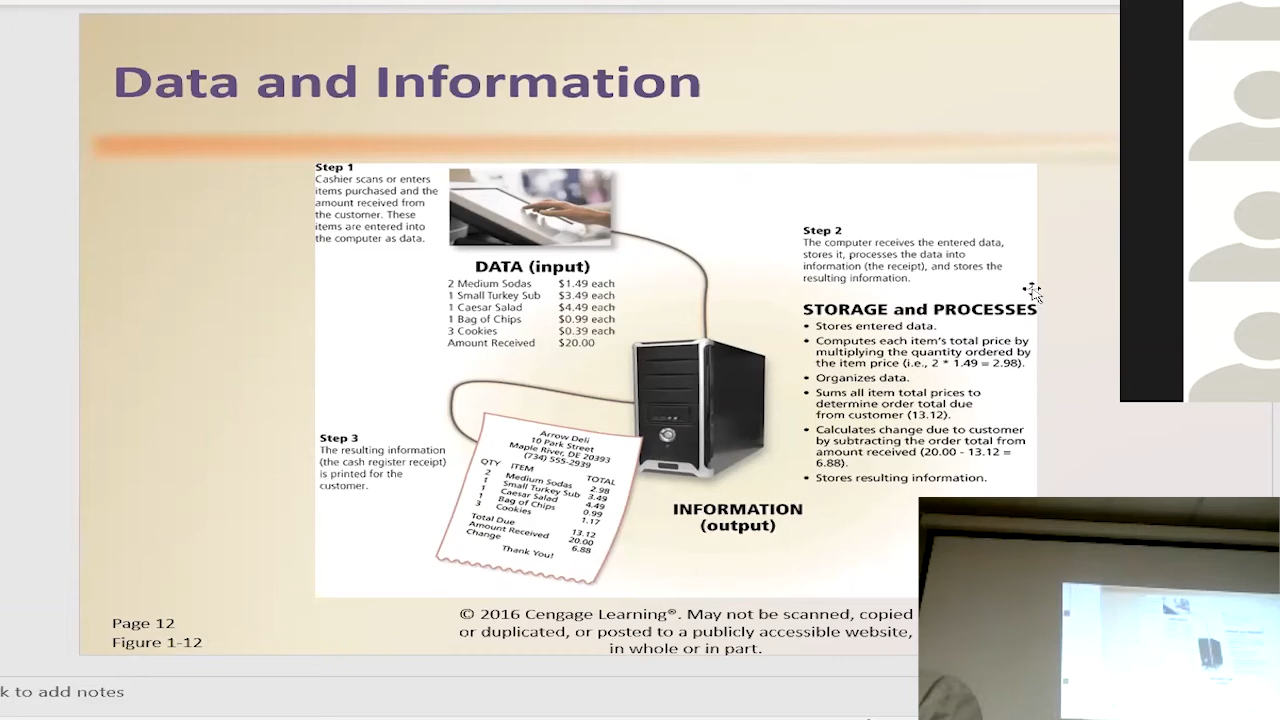 Data and Information
Step 1
Cashier scans or enters
items purchased and the
amount received from
the customer. These
items are entered into
the computer as data.
DATA (input)
2 Medium Sodas $1.49 each
1 Small Turkey Sub $3.49 each
1 Caesar Salad $4.49 each
1 Bag of Chips $0.99 each
3 Cookies $0.39 each
Amount Received $20.00
Step 2
The computer receives the entered data,
stores it, processes the data into
information (the receipt), and stores the
resulting information.
STORAGE and PROCESSES
• Stores entered data.
• Computes each item's total price by
multiplying the quantity ordered by
the item price (i.e., 2 * 1.49 = 2.98).
• Organizes data.
• Sums all item total prices to
determine order total due
from customer (13.12).
• Calculates change due to customer
by subtracting the order total from
amount received (20.00 - 13.12 =
6.88).
• Stores resulting information.
Step 3
The resulting information
(the cash register receipt)
is printed for the
customer.
Arrow Deli
10 Park Street
Maple River, DE 20393
(734) 555-2939
QTY ITEM TOTAL
2 Medium Sodas 2.98
1 Small Turkey Sub 3.49
1 Caesar Salad 4.49
1 Bag of Chips 0.99
3 Cookies 1.17
Total Due 13.12
Amount Received 20.00
Change 6.88
Thank You!
INFORMATION
(output)
Page 12
Figure 1-12
© 2016 Cengage Learning®. May not be scanned, copied
or duplicated, or posted to a publicly accessible website,
in whole or in part.
k to add notes